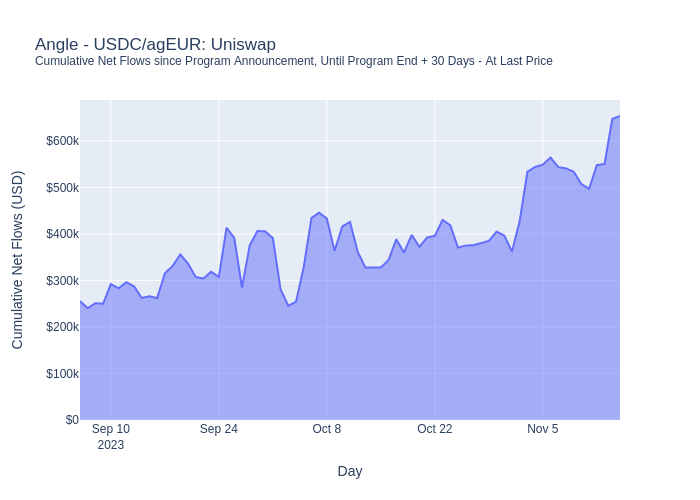 Angle - USDC/agEUR: Uniswap
Cumulative Net Flows since Program Announcement, Until Program End + 30 Days - At Last Price
Cumulative Net Flows (USD)
$600k
$500k
$400k
$300k
$200k
$100k
$0
Sep 10
2023
Sep 24
Oct 8
Oct 22
Nov 5
Day